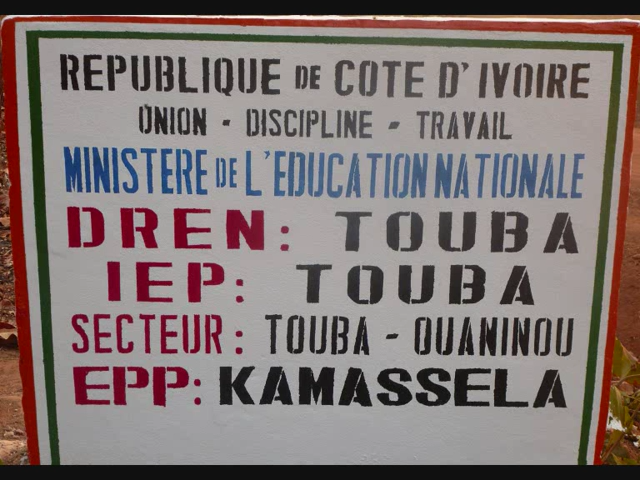 REPUBLIQUE DE COTE D'IVOIRE
UNION - DISCIPLINE - TRAVAIL
MINISTERE DE L'EDUCATION NATIONALE
DREN: TOUBA
IEP: TOUBA
SECTEUR: TOUBA - OUANINOU
EPP: KAMASSELA